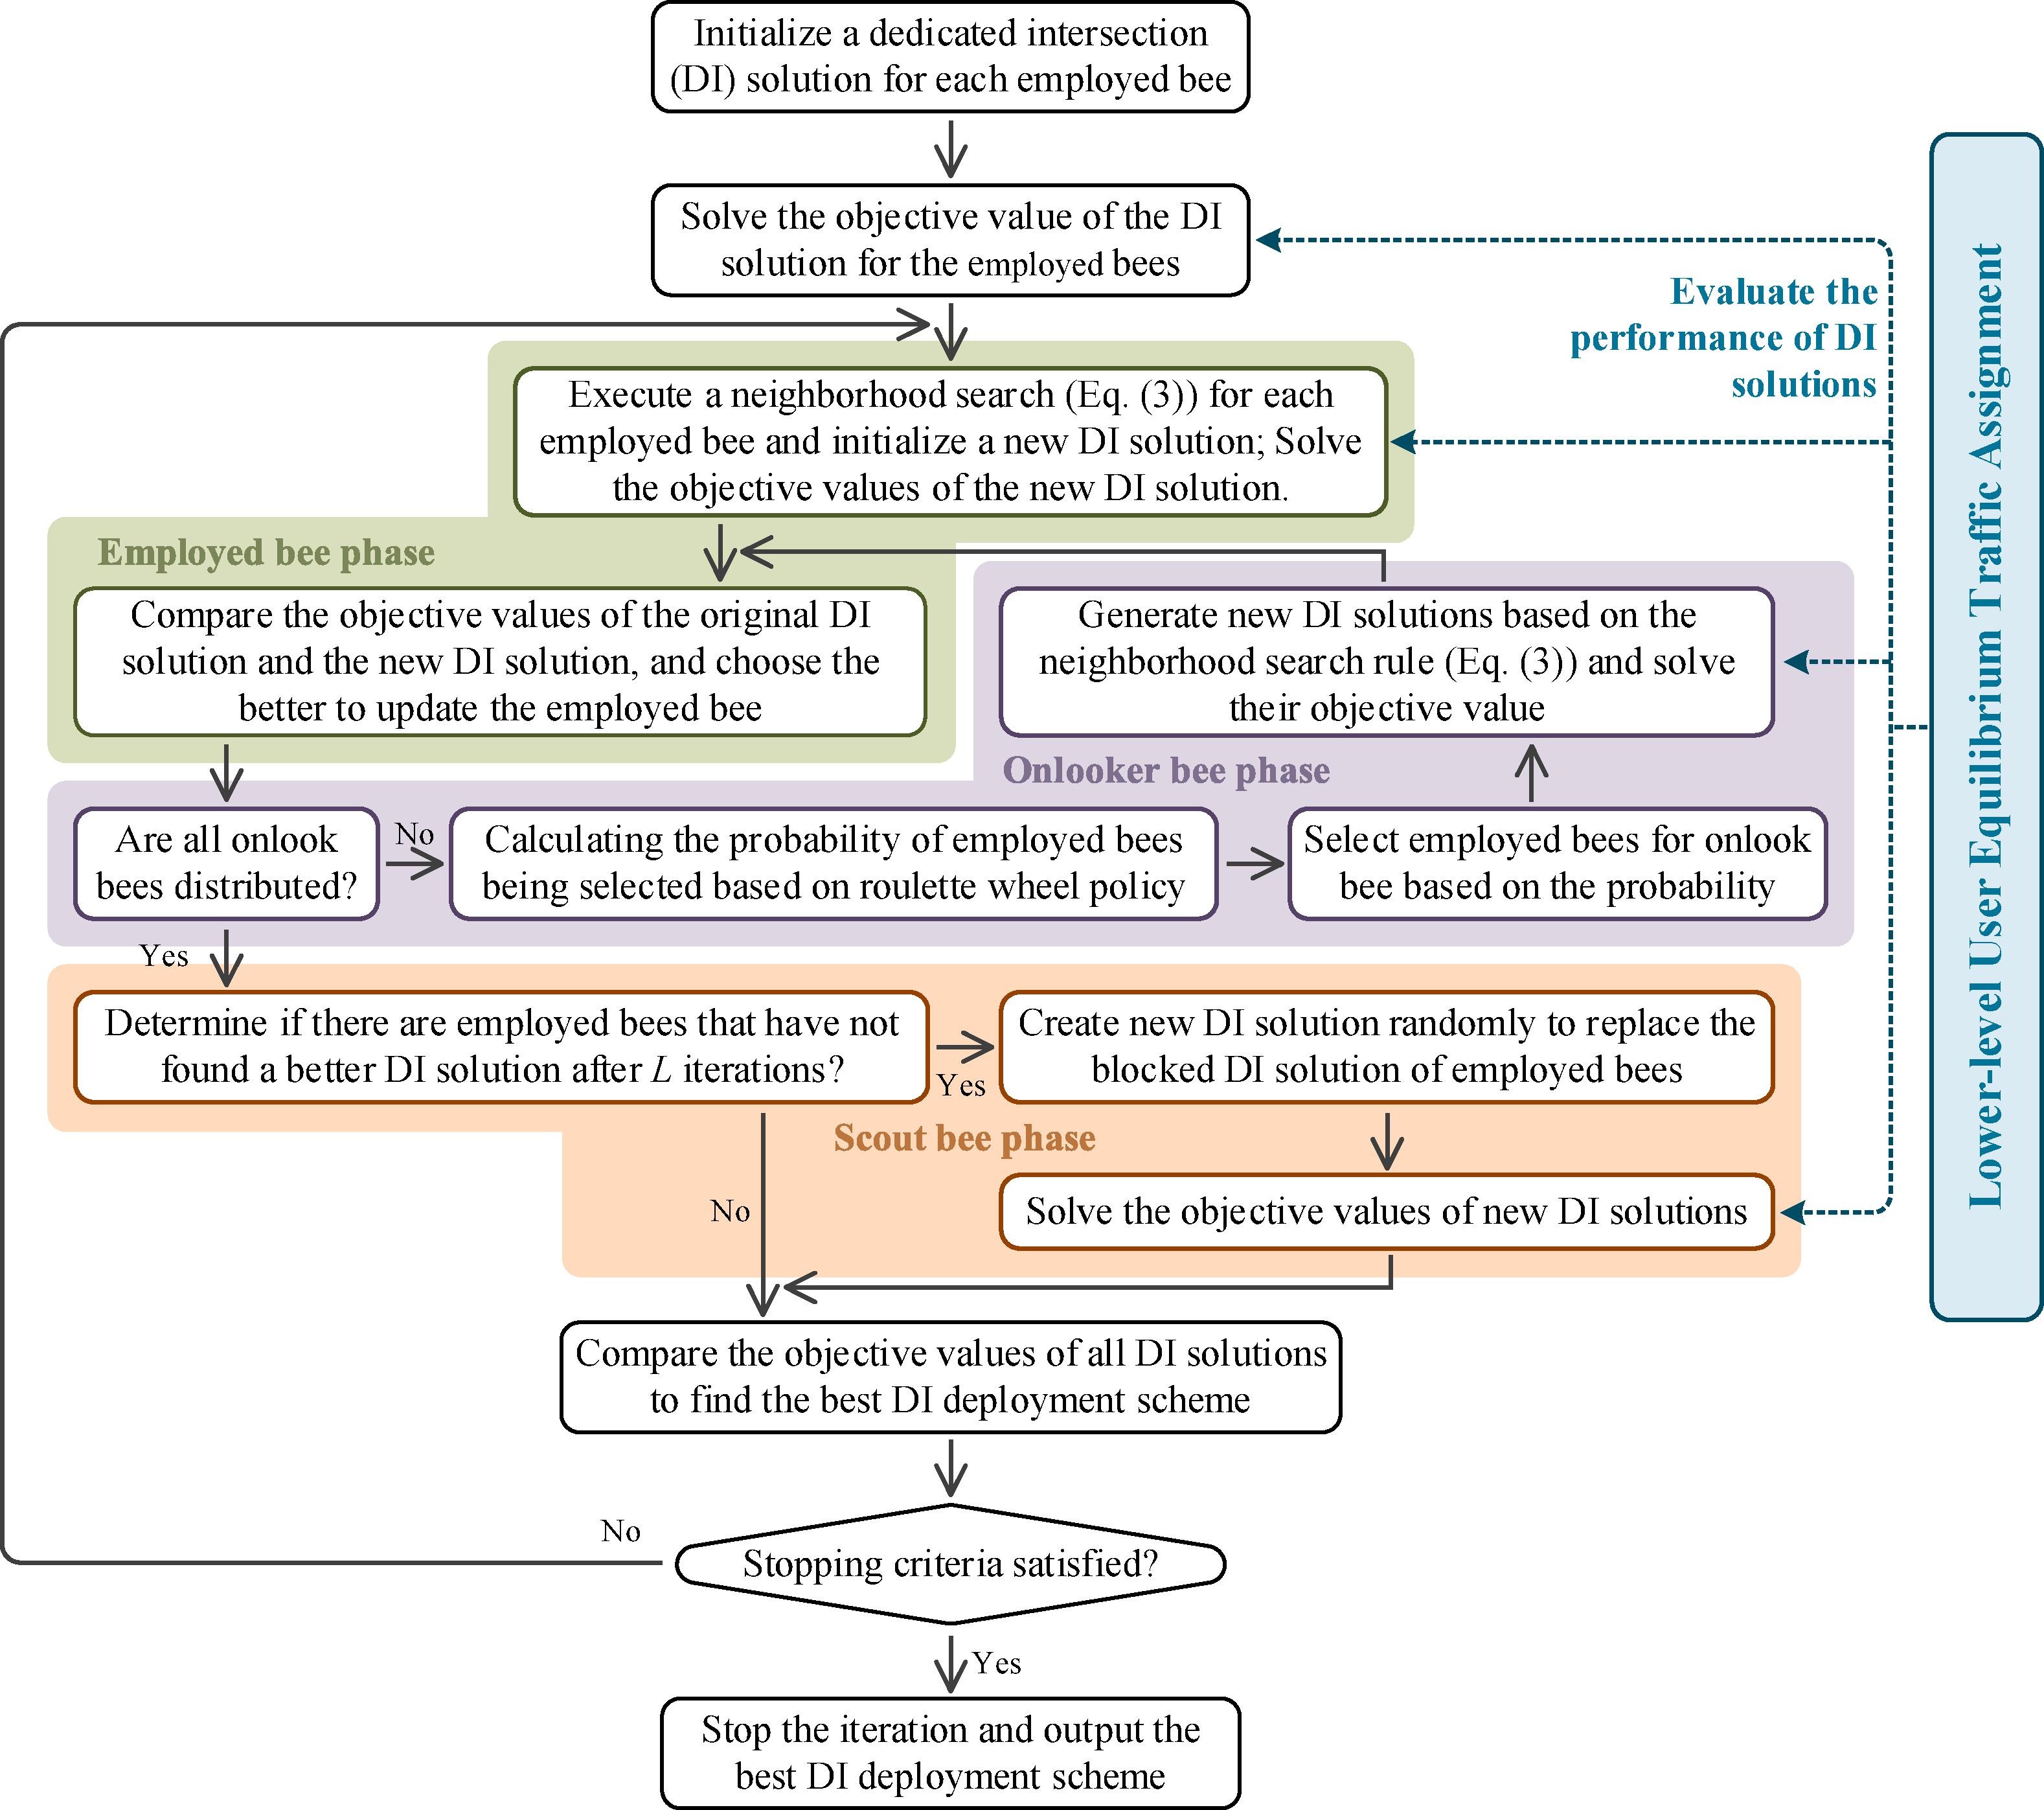 Initialize a dedicated intersection
(DI) solution for each employed bee
Solve the objective value of the DI
solution for the employed bees
Evaluate the
performance of DI
solutions
Execute a neighborhood search (Eq. (3)) for each
employed bee and initialize a new DI solution; Solve
the objective values of the new DI solution.
Employed bee phase
Compare the objective values of the original DI
solution and the new DI solution, and choose the
better to update the employed bee
Generate new DI solutions based on the
neighborhood search rule (Eq. (3)) and solve
their objective value
Onlooker bee phase
Are all onlook
bees distributed?
No
Calculating the probability of employed bees
being selected based on roulette wheel policy
Select employed bees for onlook
bee based on the probability
Yes
Determine if there are employed bees that have not
found a better DI solution after L iterations?
Yes
Create new DI solution randomly to replace the
blocked DI solution of employed bees
Scout bee phase
No
Solve the objective values of new DI solutions
Compare the objective values of all DI solutions
to find the best DI deployment scheme
No
Stopping criteria satisfied?
Yes
Stop the iteration and output the
best DI deployment scheme
Lower-level User Equilibrium Traffic Assignment